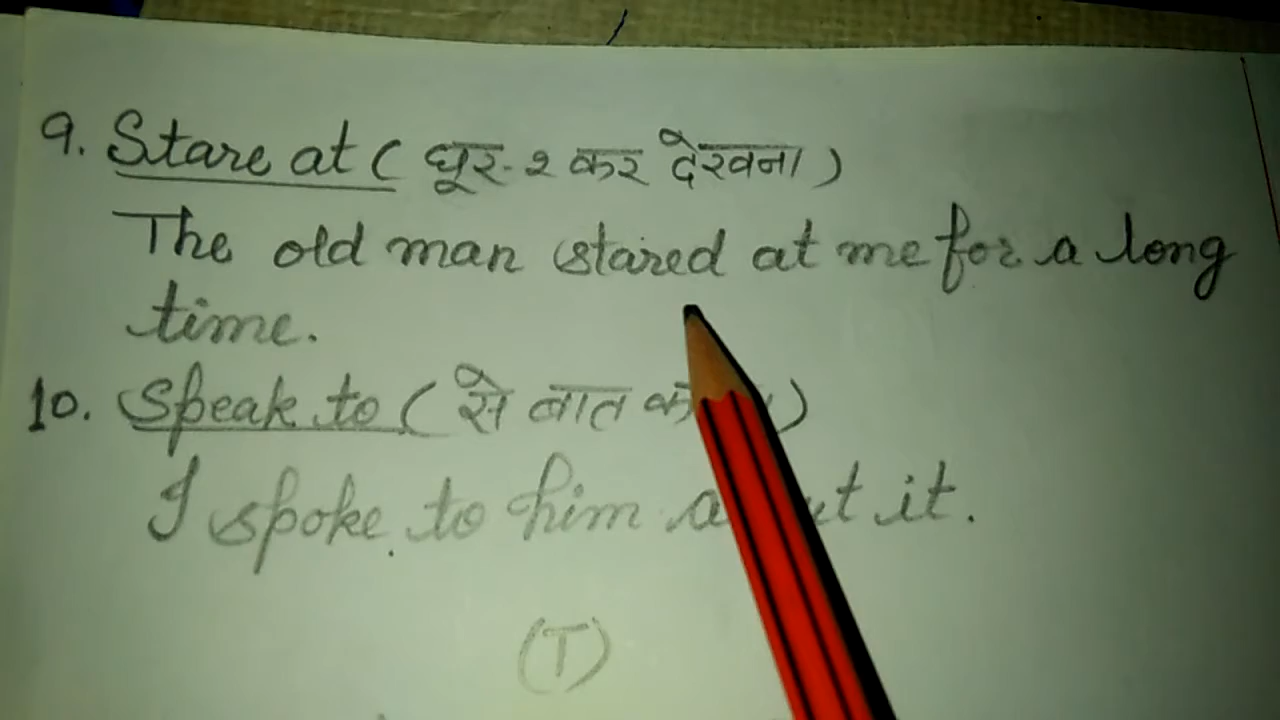 9. Stare at ( घूर-२ कर देखना )
The old man stared at me for a long
time.
10. Speak to ( से बात )
I spoke to him it.
(T)